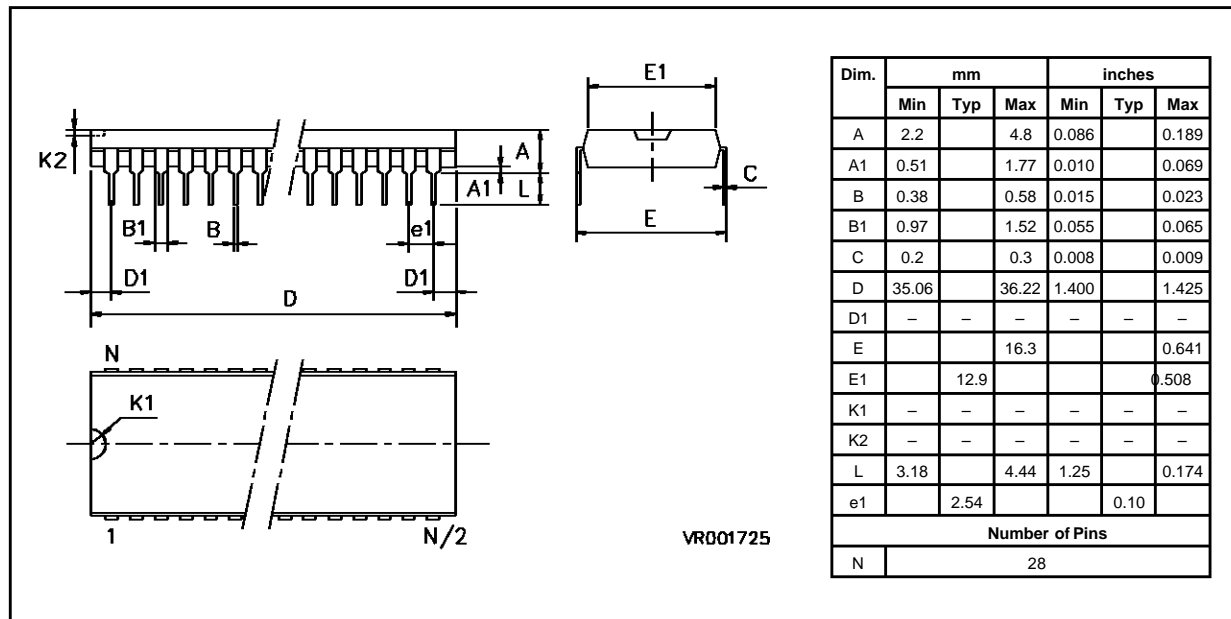 K2
A
A1
L
B1
B
e1
D1
D1
D
E1
C
E
N
K1
1
N/2
VR001725
Dim. mm inches
Min Typ Max Min Typ Max
A 2.2 4.8 0.086 0.189
A1 0.51 1.77 0.010 0.069
B 0.38 0.58 0.015 0.023
B1 0.97 1.52 0.055 0.065
C 0.2 0.3 0.008 0.009
D 35.06 36.22 1.400 1.425
D1 – – – – – –
E 16.3 0.641
E1 12.9 0.508
K1 – – – – – –
K2 – – – – – –
L 3.18 4.44 1.25 0.174
e1 2.54 0.10
Number of Pins
N 28